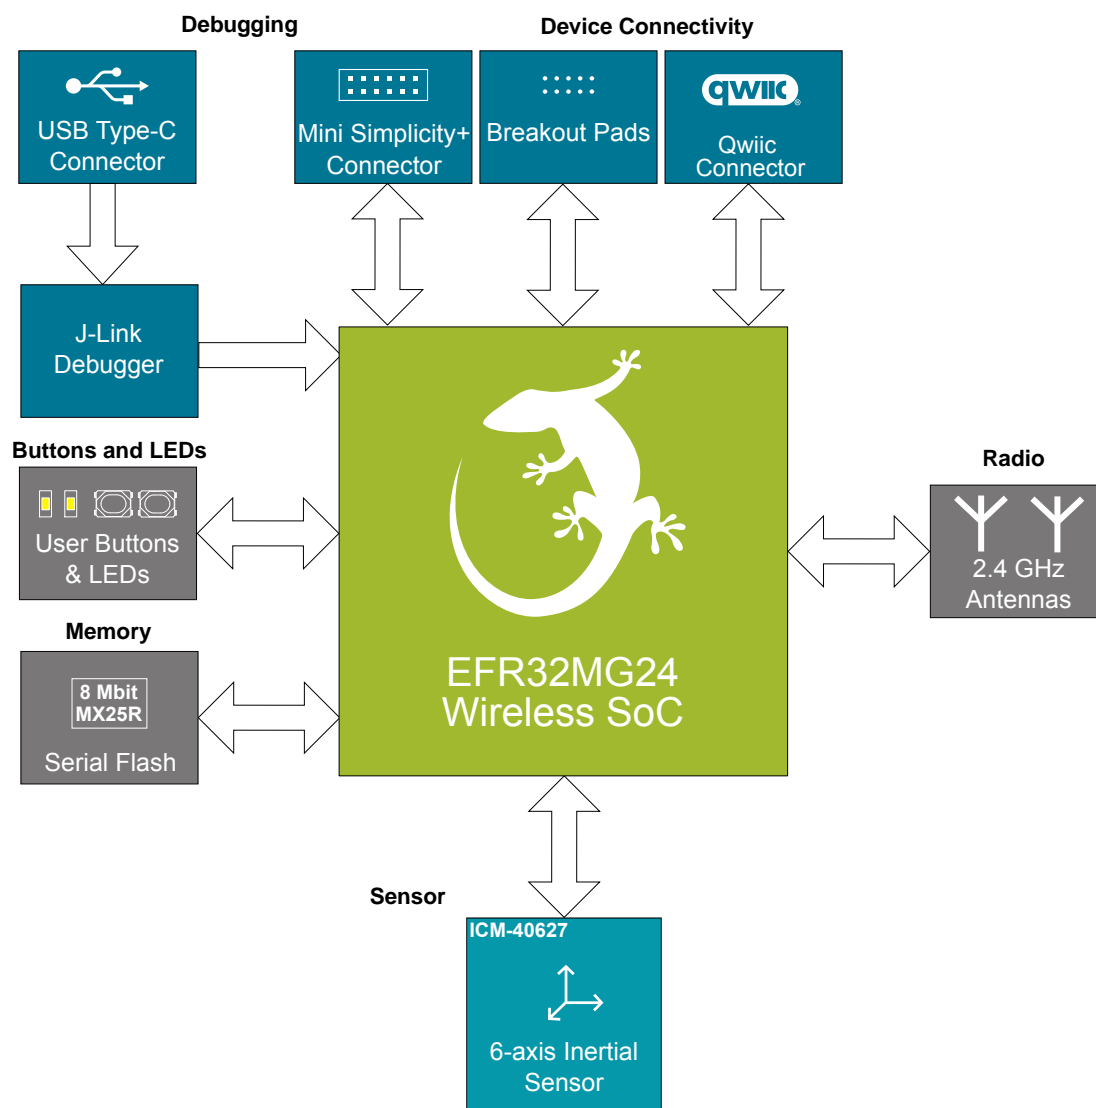 Debugging
Device Connectivity
USB Type-C
Connector
Mini Simplicity+
Connector
Breakout Pads
qwiic
®
Qwiic
Connector
J-Link
Debugger
Buttons and LEDs
User Buttons
& LEDs
Radio
2.4 GHz
Antennas
Memory
8 Mbit
MX25R
Serial Flash
EFR32MG24
Wireless SoC
Sensor
ICM-40627
6-axis Inertial
Sensor